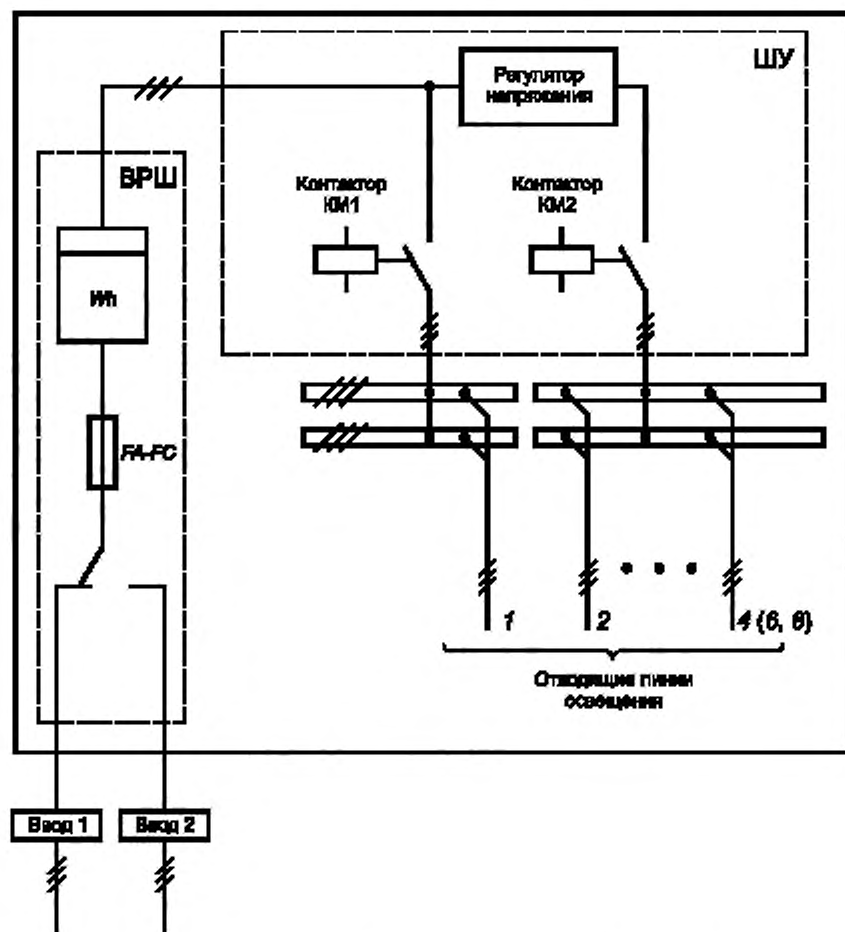 ШУ
Регулятор
напряжения
ВРШ
Контактор
КМ1
Контактор
КМ2
Wh
FA-FC
1
2
4 (6, 8)
Отходящие линии
освещения
Ввод 1
Ввод 2